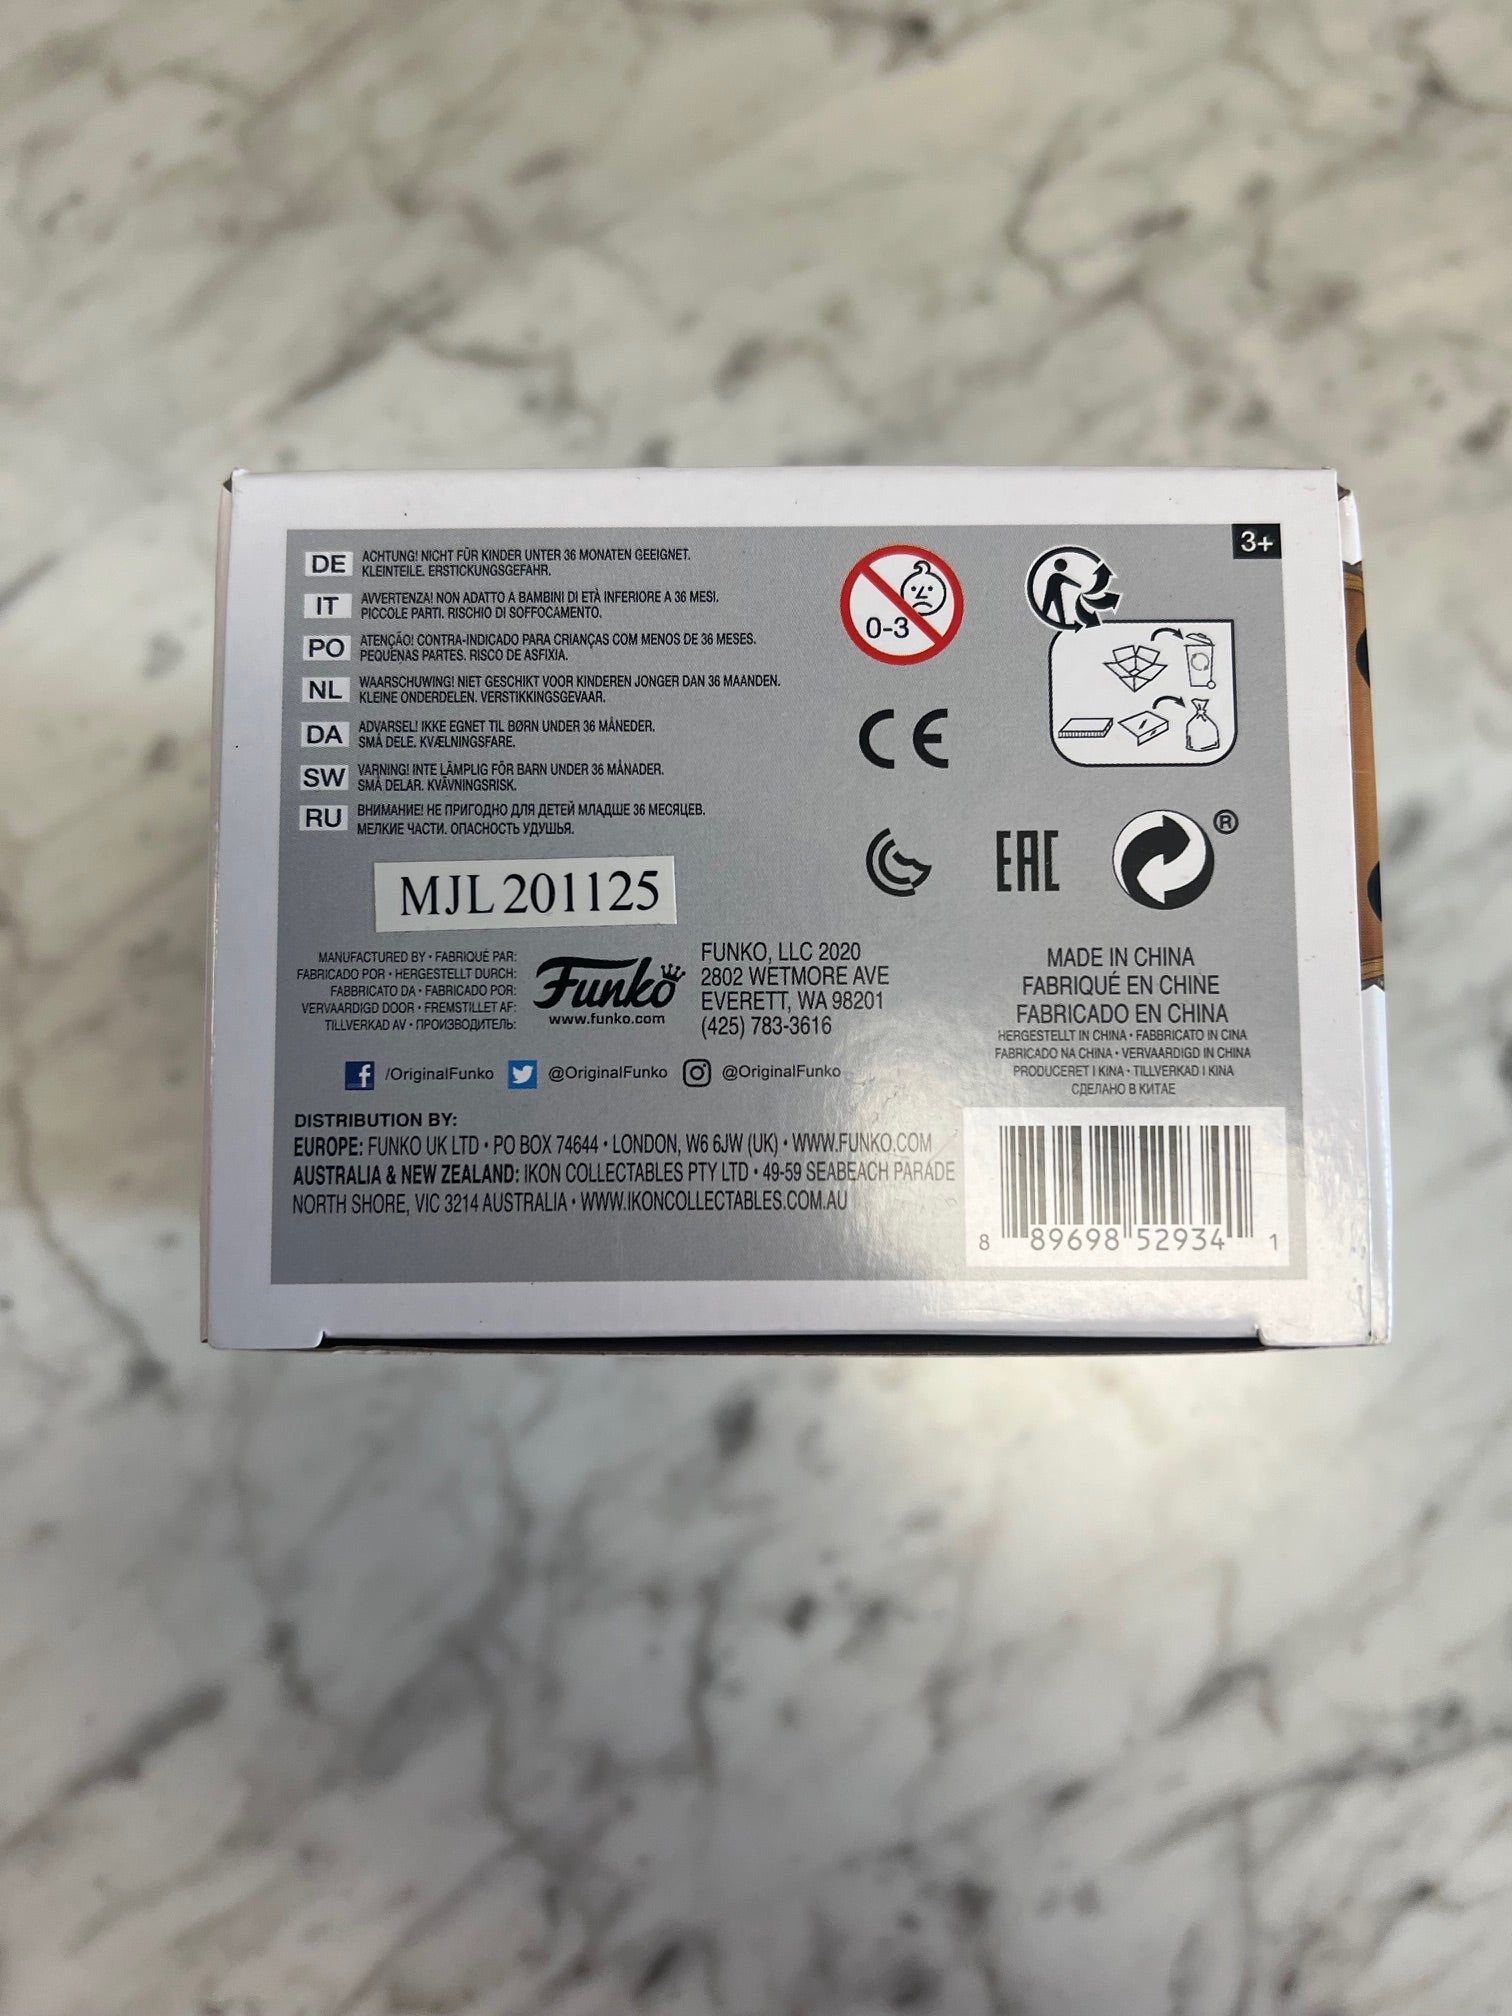 3+
DE ACHTUNG! NICHT FÜR KINDER UNTER 36 MONATEN GEEIGNET.
KLEINTEILE. ERSTICKUNGSGEFAHR.
IT AVVERTENZA! NON ADATTO A BAMBINI DI ETÀ INFERIORE A 36 MESI.
PICCOLE PARTI. RISCHIO DI SOFFOCAMENTO.
PO ATENÇÃO! CONTRA-INDICADO PARA CRIANÇAS COM MENOS DE 36 MESES.
PEQUENAS PARTES. RISCO DE ASFIXIA.
NL WAARSCHUWING! NIET GESCHIKT VOOR KINDEREN JONGER DAN 36 MAANDEN.
KLEINE ONDERDELEN. VERSTIKKINGSGEVAAR.
DA ADVARSEL! IKKE EGNET TIL BØRN UNDER 36 MÅNEDER.
SMÅ DELE. KVÆLNINGSFARE.
SW VARNING! INTE LÄMPLIG FÖR BARN UNDER 36 MÅNADER.
SMÅ DELAR. KVÄVNINGSRISK.
RU ВНИМАНИЕ! НЕ ПРИГОДНО ДЛЯ ДЕТЕЙ МЛАДШЕ 36 МЕСЯЦЕВ.
МЕЛКИЕ ЧАСТИ. ОПАСНОСТЬ УДУШЬЯ.
0-3
CE
EAC
®
MJL 201125
MANUFACTURED BY • FABRIQUÉ PAR:
FABRICADO POR • HERGESTELLT DURCH:
FABBRICATO DA • FABRICADO POR:
VERVAARDIGD DOOR • FREMSTILLET AF:
TILLVERKAD AV • ПРОИЗВОДИТЕЛЬ:
Funko
www.funko.com
FUNKO, LLC 2020
2802 WETMORE AVE
EVERETT, WA 98201
(425) 783-3616
MADE IN CHINA
FABRIQUÉ EN CHINE
FABRICADO EN CHINA
HERGESTELLT IN CHINA • FABBRICATO IN CINA
FABRICADO NA CHINA • VERVAARDIGD IN CHINA
PRODUCERET I KINA • TILLVERKAD I KINA
СДЕЛАНО В КИТАЕ
/OriginalFunko @OriginalFunko @OriginalFunko
DISTRIBUTION BY:
EUROPE: FUNKO UK LTD • PO BOX 74644 • LONDON, W6 6JW (UK) • WWW.FUNKO.COM
AUSTRALIA & NEW ZEALAND: IKON COLLECTABLES PTY LTD • 49-59 SEABEACH PARADE
NORTH SHORE, VIC 3214 AUSTRALIA • WWW.IKONCOLLECTABLES.COM.AU
8 89698 52934 1